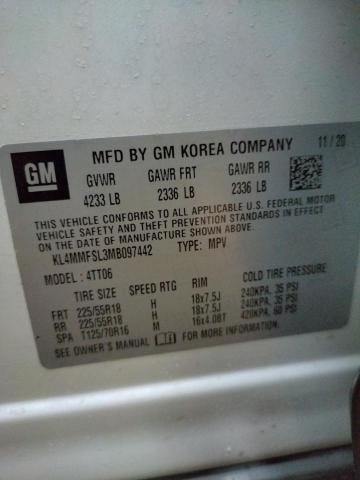 GM
MFD BY GM KOREA COMPANY 11 / 20
GVWR GAWR FRT GAWR RR
4233 LB 2336 LB 2336 LB
THIS VEHICLE CONFORMS TO ALL APPLICABLE U.S. FEDERAL MOTOR
VEHICLE SAFETY AND THEFT PREVENTION STANDARDS IN EFFECT
ON THE DATE OF MANUFACTURE SHOWN ABOVE.
KL4MMFSL3MB097442 TYPE: MPV
MODEL: 4TT06
TIRE SIZE SPEED RTG RIM COLD TIRE PRESSURE
FRT 225/55R18 H 18x7.5J 240KPA, 35 PSI
RR 225/55R18 H 18x7.5J 240KPA, 35 PSI
SPA T125/70R16 M 16x4.0BT 420KPA, 60 PSI
SEE OWNER'S MANUAL FOR MORE INFORMATION.